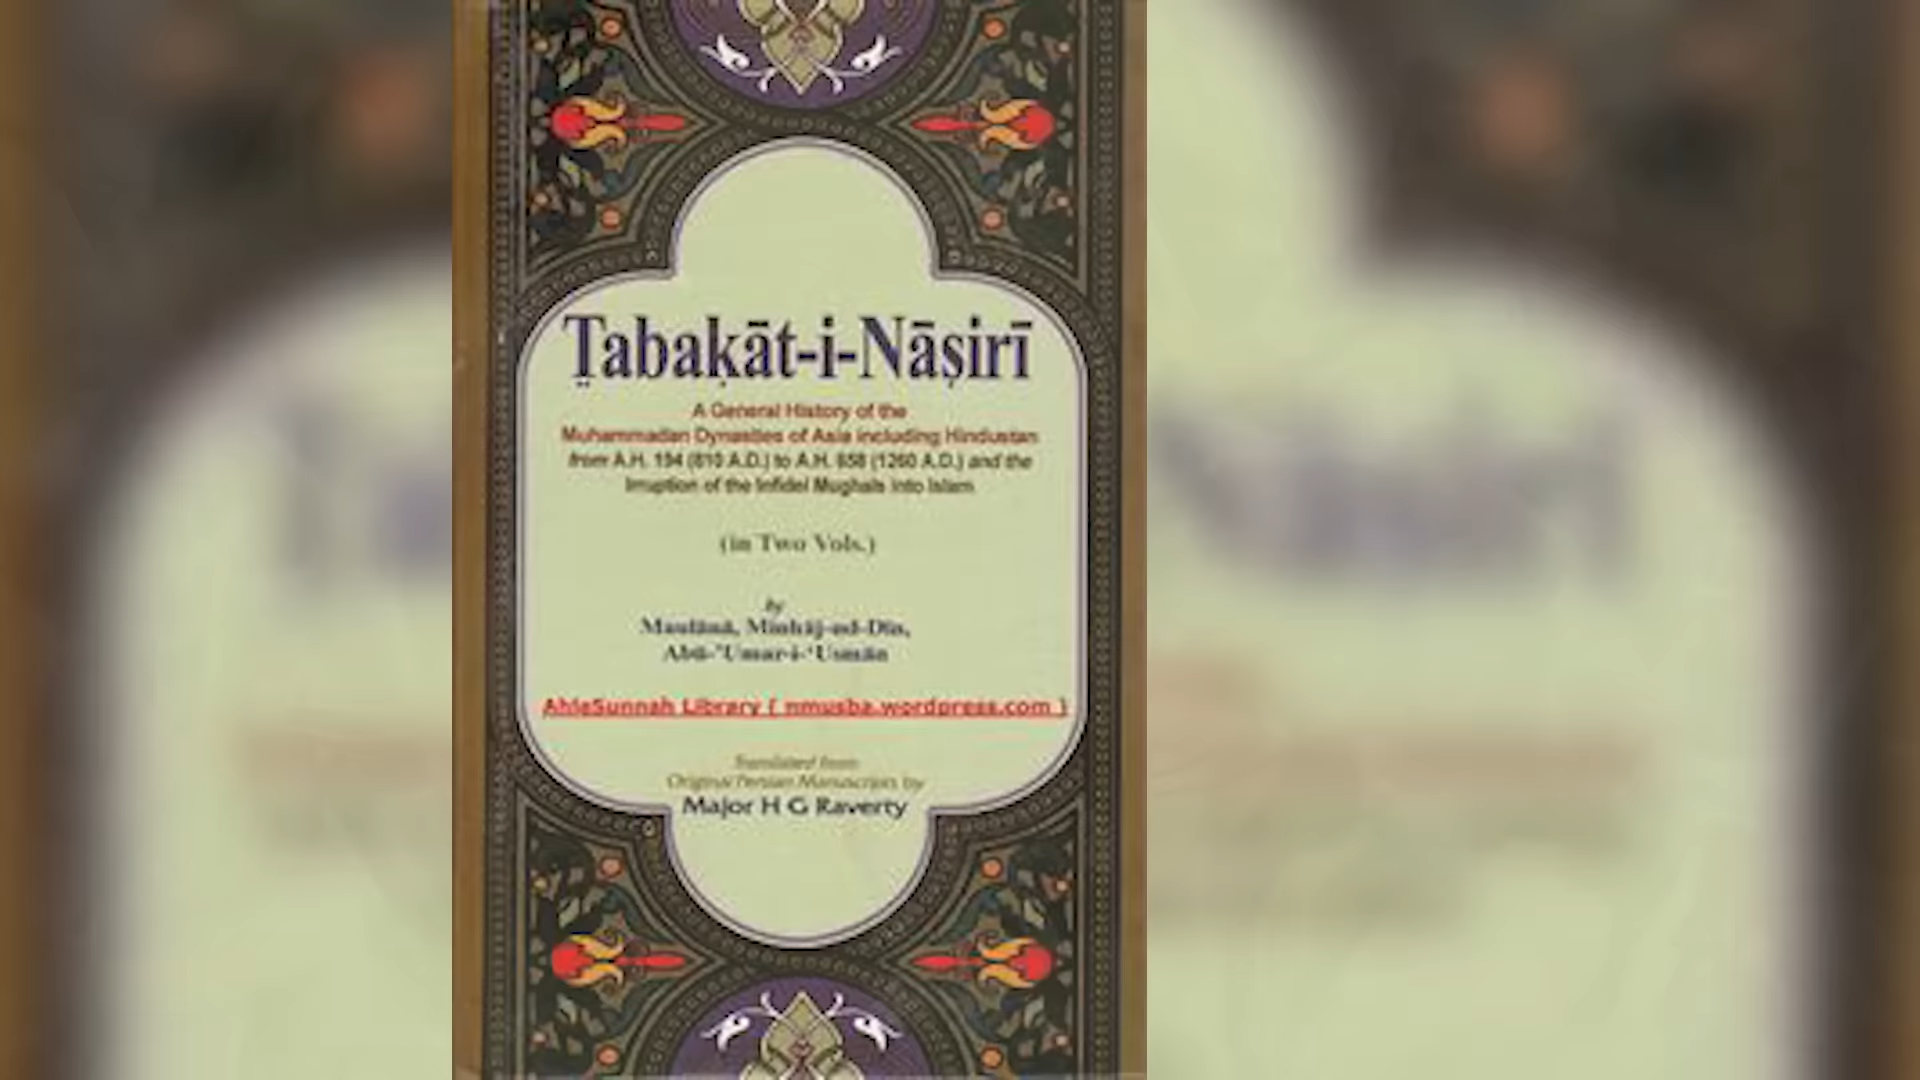 Ṭabaḳāt-i-Nāṣirī
A General History of the
Muhammadan Dynasties of Asia including Hindustan
from A.H. 194 (810 A.D.) to A.H. 658 (1260 A.D.) and the
Irruption of the Infidel Mughals into Islam
(in Two Vols.)
by
Maulānā, Minhāj-ud-Dīn,
Abū-'Umar-i-'Usmān
AhleSunnah Library ( nmusba.wordpress.com )
Translated from
Original Persian Manuscripts by
Major H G Raverty